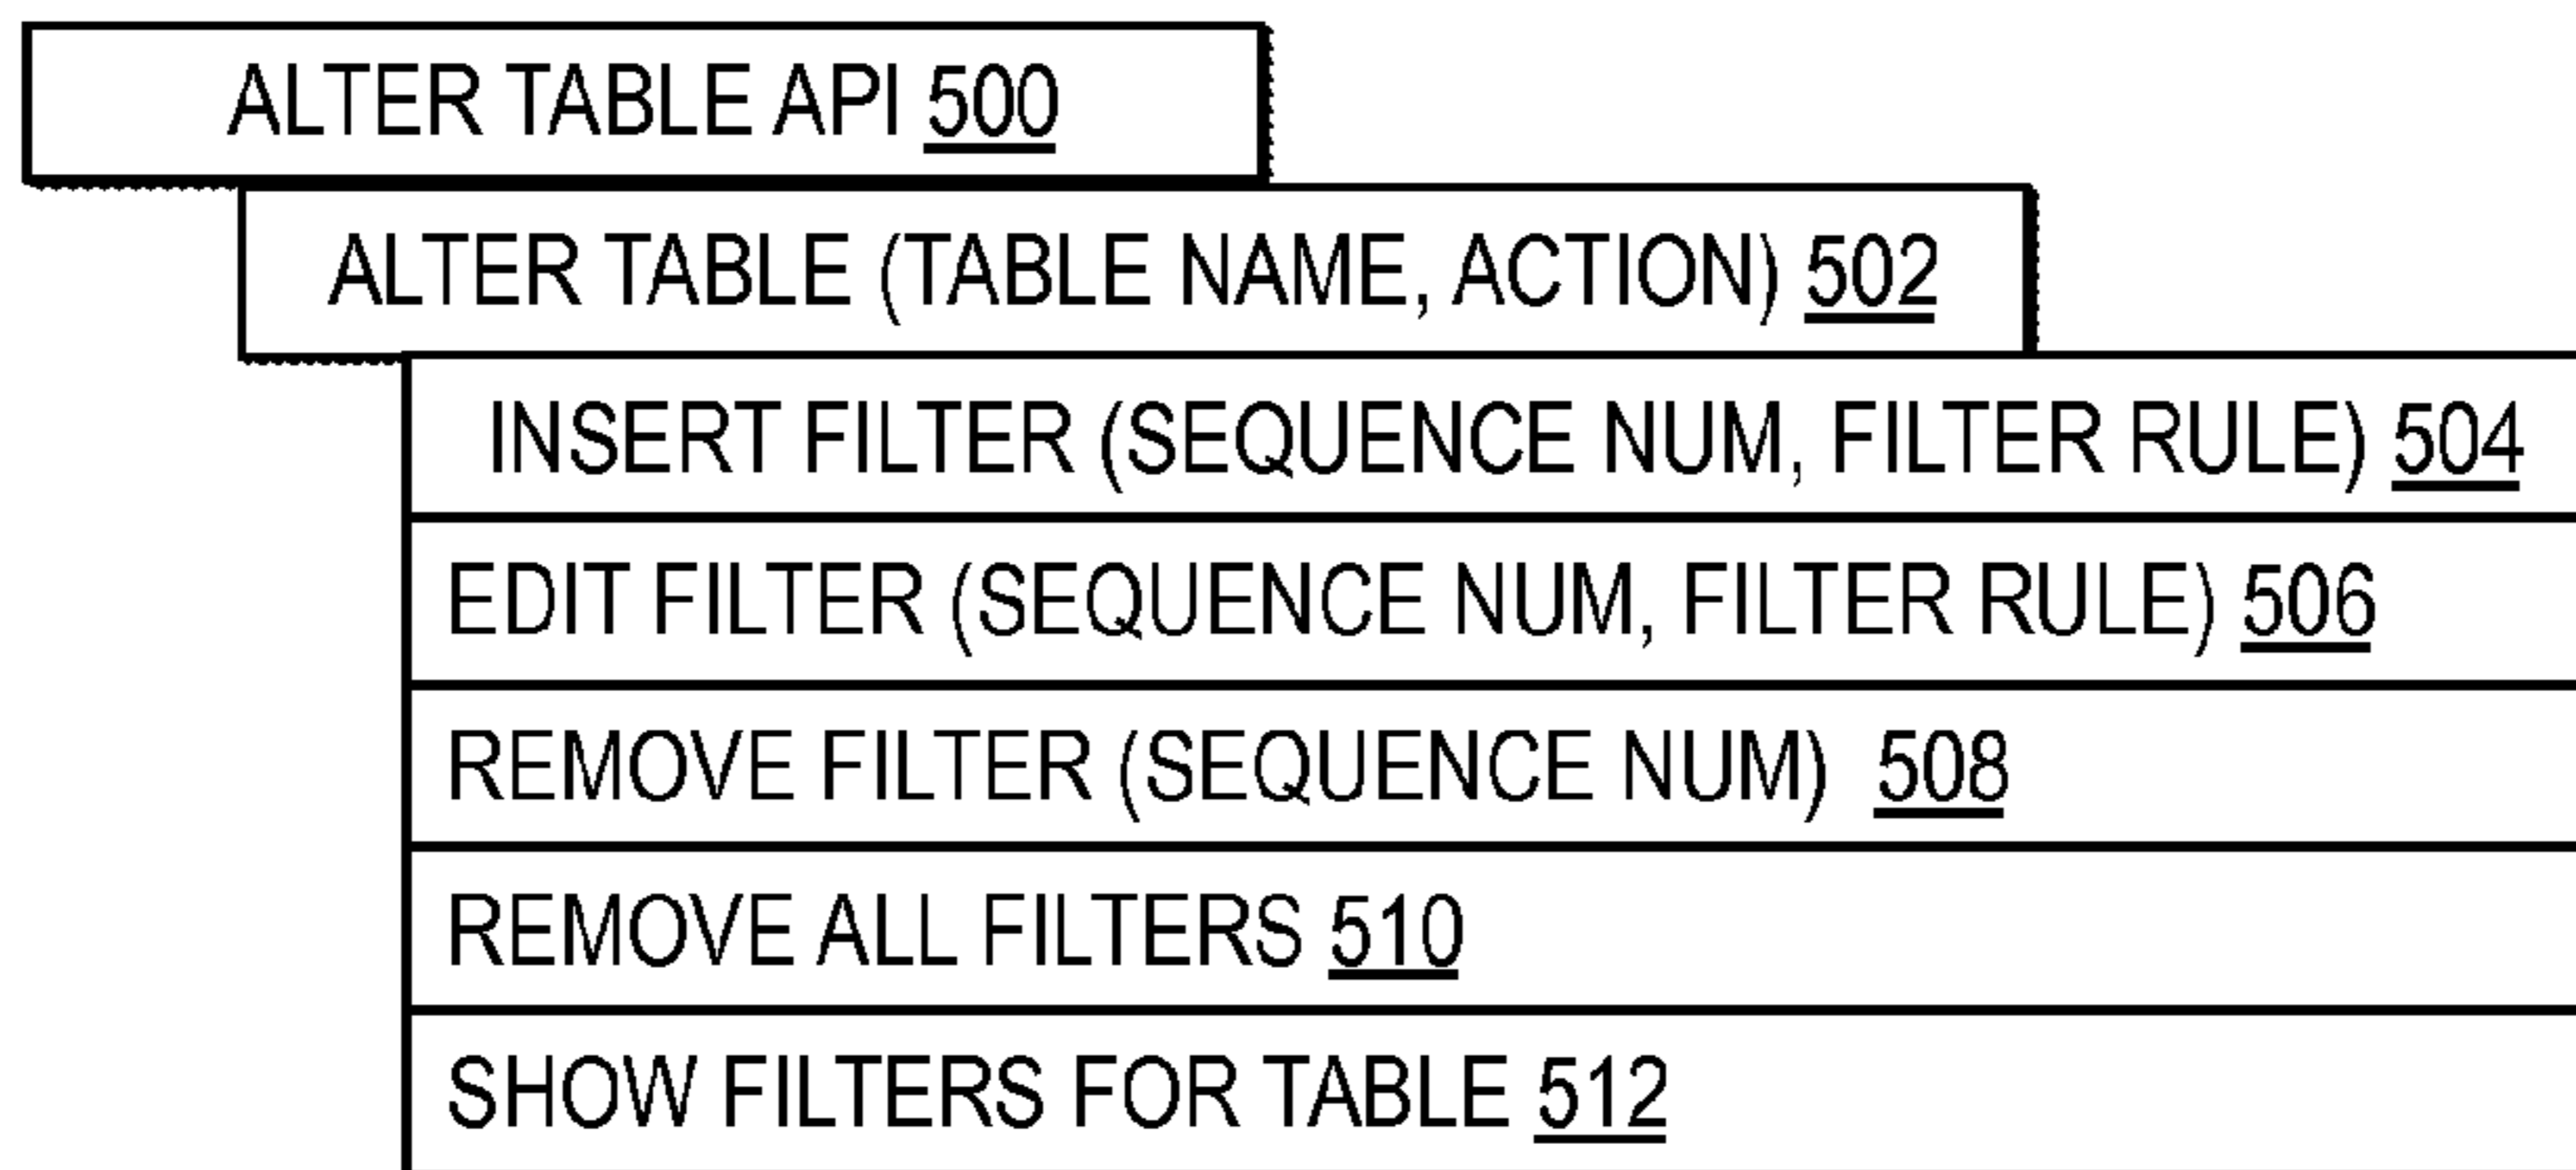 ALTER TABLE API 500
ALTER TABLE (TABLE NAME, ACTION) 502
INSERT FILTER (SEQUENCE NUM, FILTER RULE) 504
EDIT FILTER (SEQUENCE NUM, FILTER RULE) 506
REMOVE FILTER (SEQUENCE NUM) 508
REMOVE ALL FILTERS 510
SHOW FILTERS FOR TABLE 512